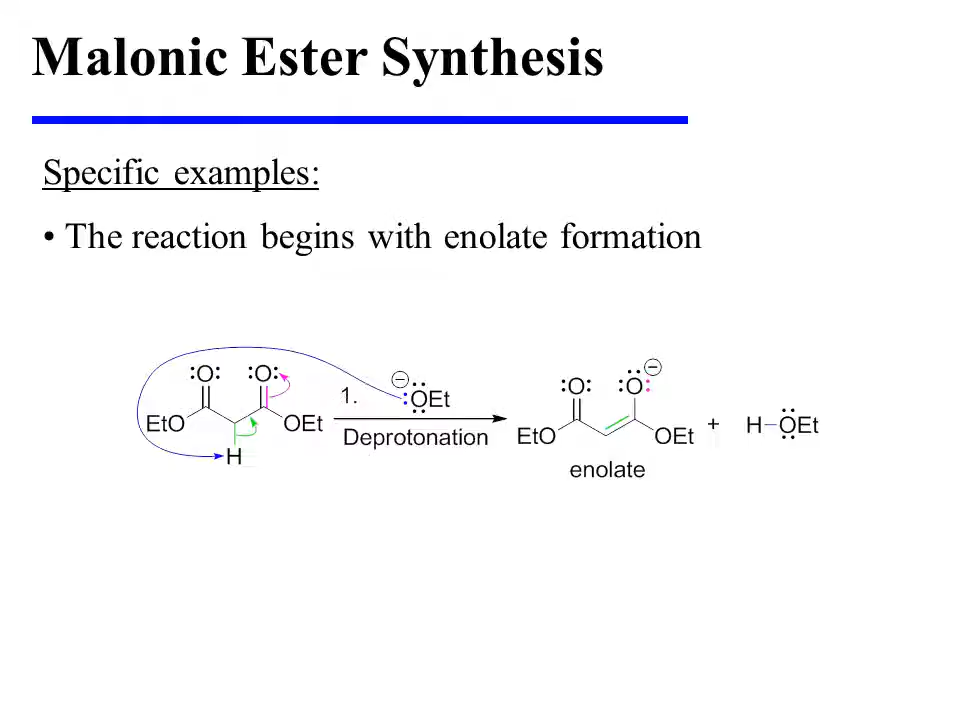 Malonic Ester Synthesis
Specific examples:
• The reaction begins with enolate formation
O O
EtO OEt
H
1. ⊖ OEt
Deprotonation
O O ⊖
EtO OEt
enolate
+ H OEt